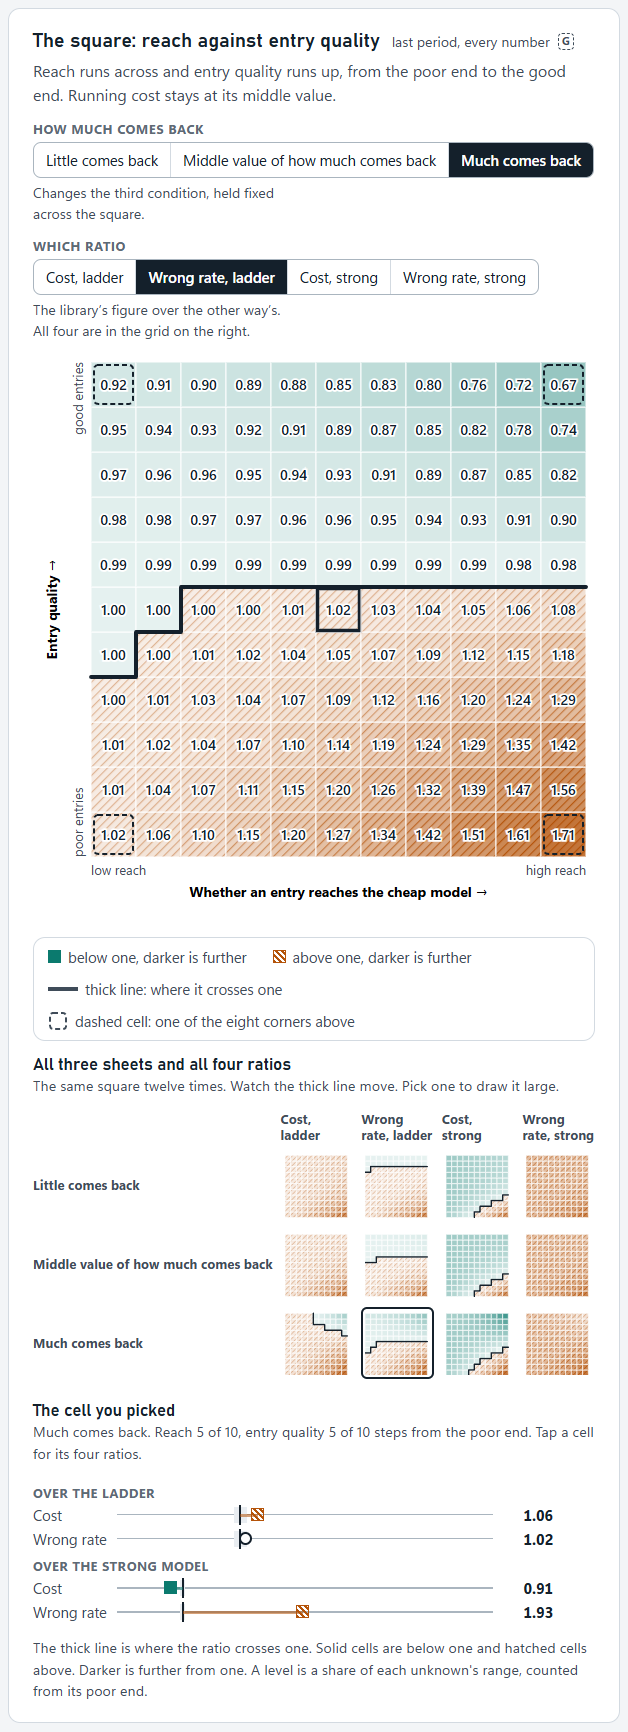 The square: reach against entry quality last period, every number G
Reach runs across and entry quality runs up, from the poor end to the good
end. Running cost stays at its middle value.
HOW MUCH COMES BACK
Little comes back Middle value of how much comes back Much comes back
Changes the third condition, held fixed
across the square.
WHICH RATIO
Cost, ladder Wrong rate, ladder Cost, strong Wrong rate, strong
The library’s figure over the other way’s.
All four are in the grid on the right.
good entries
0.92 0.91 0.90 0.89 0.88 0.85 0.83 0.80 0.76 0.72 0.67
0.95 0.94 0.93 0.92 0.91 0.89 0.87 0.85 0.82 0.78 0.74
0.97 0.96 0.96 0.95 0.94 0.93 0.91 0.89 0.87 0.85 0.82
0.98 0.98 0.97 0.97 0.96 0.96 0.95 0.94 0.93 0.91 0.90
0.99 0.99 0.99 0.99 0.99 0.99 0.99 0.99 0.99 0.98 0.98
Entry quality →
1.00 1.00 1.00 1.00 1.01 1.02 1.03 1.04 1.05 1.06 1.08
1.00 1.00 1.01 1.02 1.04 1.05 1.07 1.09 1.12 1.15 1.18
1.00 1.01 1.03 1.04 1.07 1.09 1.12 1.16 1.20 1.24 1.29
1.01 1.02 1.04 1.07 1.10 1.14 1.19 1.24 1.29 1.35 1.42
1.01 1.04 1.07 1.11 1.15 1.20 1.26 1.32 1.39 1.47 1.56
poor entries
1.02 1.06 1.10 1.15 1.20 1.27 1.34 1.42 1.51 1.61 1.71
low reach high reach
Whether an entry reaches the cheap model →
below one, darker is further above one, darker is further
thick line: where it crosses one
dashed cell: one of the eight corners above
All three sheets and all four ratios
The same square twelve times. Watch the thick line move. Pick one to draw it large.
Cost, Wrong Cost, Wrong
ladder rate, ladder strong rate, strong
Little comes back
Middle value of how much comes back
Much comes back
The cell you picked
Much comes back. Reach 5 of 10, entry quality 5 of 10 steps from the poor end. Tap a cell
for its four ratios.
OVER THE LADDER
Cost 1.06
Wrong rate 1.02
OVER THE STRONG MODEL
Cost 0.91
Wrong rate 1.93
The thick line is where the ratio crosses one. Solid cells are below one and hatched cells
above. Darker is further from one. A level is a share of each unknown's range, counted
from its poor end.